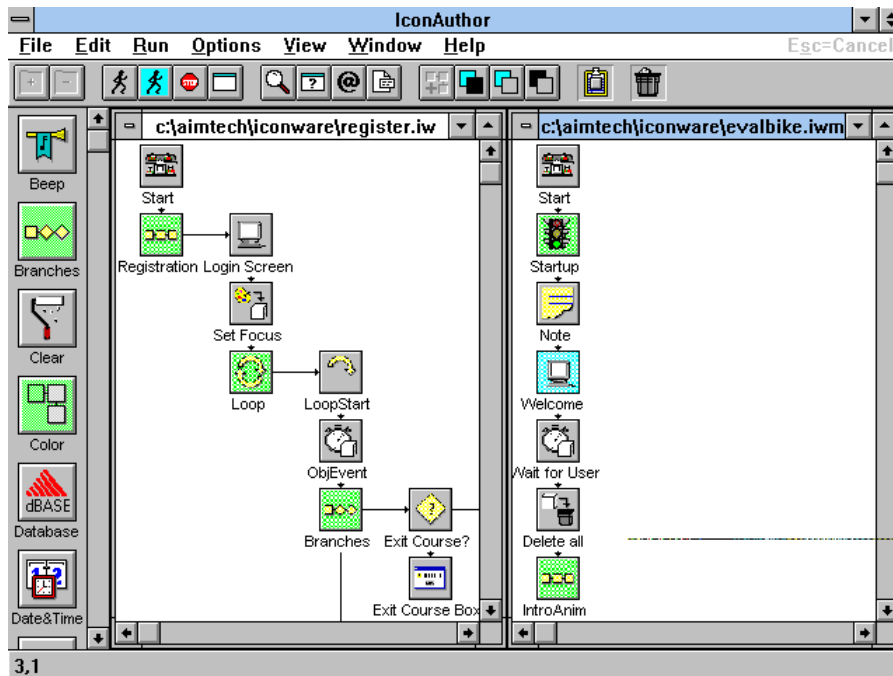 IconAuthor
File Edit Run Options View Window Help Esc=Cancel
c:\aimtech\iconware\register.iw
c:\aimtech\iconware\evalbike.iwm
Beep
Branches
Clear
Color
dBASE
Database
Date&Time
Start
Registration Login Screen
Set Focus
Loop LoopStart
ObjEvent
Branches Exit Course?
Exit Course Box
Start
Startup
Note
Welcome
Wait for User
Delete all
IntroAnim
3,1